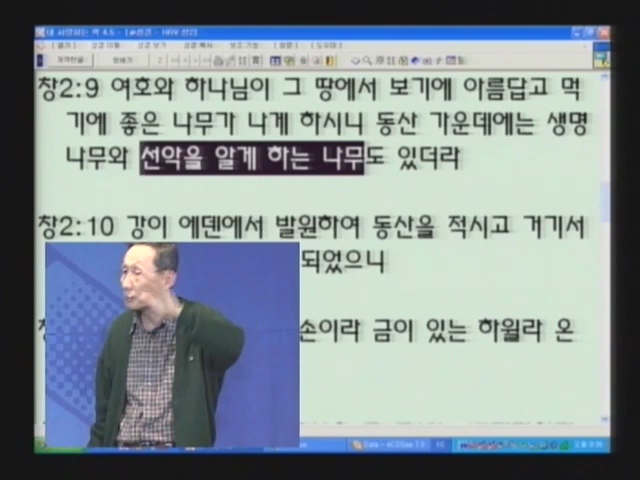 창2:9 여호와 하나님이 그 땅에서 보기에 아름답고 먹
기에 좋은 나무가 나게 하시니 동산 가운데에는 생명
나무와 선악을 알게 하는 나무도 있더라
창2:10 강이 에덴에서 발원하여 동산을 적시고 거기서
되었으니
손이라 금이 있는 하윌라 온